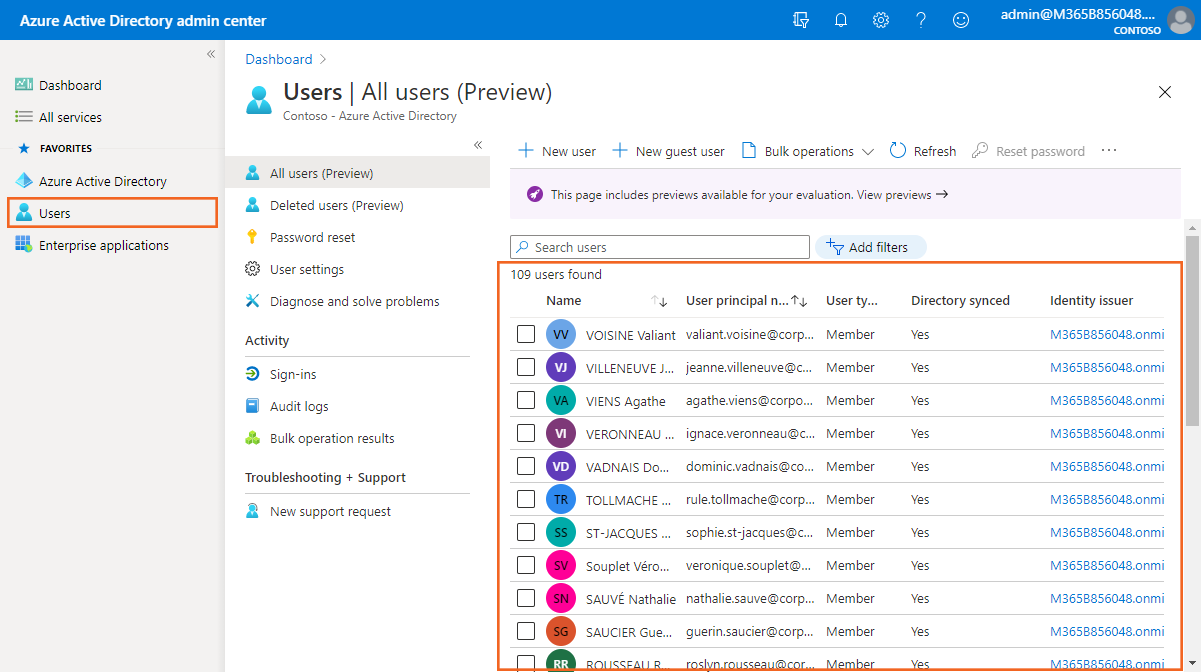 Azure Active Directory admin center
admin@M365B856048....
CONTOSO
Dashboard
All services
FAVORITES
Azure Active Directory
Users
Enterprise applications
Dashboard
Users | All users (Preview)
Contoso - Azure Active Directory
All users (Preview)
Deleted users (Preview)
Password reset
User settings
Diagnose and solve problems
Activity
Sign-ins
Audit logs
Bulk operation results
Troubleshooting + Support
New support request
New user New guest user Bulk operations Refresh Reset password ...
This page includes previews available for your evaluation. View previews →
Search users Add filters
109 users found
Name User principal n... User ty... Directory synced Identity issuer
VV VOISINE Valiant valiant.voisine@corp... Member Yes M365B856048.onmi
VJ VILLENEUVE J... jeanne.villeneuve@c... Member Yes M365B856048.onmi
VA VIENS Agathe agathe.viens@corpo... Member Yes M365B856048.onmi
VI VERONNEAU ... ignace.veronneau@c... Member Yes M365B856048.onmi
VD VADNAIS Do... dominic.vadnais@co... Member Yes M365B856048.onmi
TR TOLLMACHE ... rule.tollmache@corp... Member Yes M365B856048.onmi
SS ST-JACQUES ... sophie.st-jacques@c... Member Yes M365B856048.onmi
SV Souplet Véro... veronique.souplet@... Member Yes M365B856048.onmi
SN SAUVÉ Nathalie nathalie.sauve@corp... Member Yes M365B856048.onmi
SG SAUCIER Gue... guerin.saucier@corp... Member Yes M365B856048.onmi
RR ROUSSEAU R... roslyn.rousseau@cor... Member Yes M365B856048.onmi